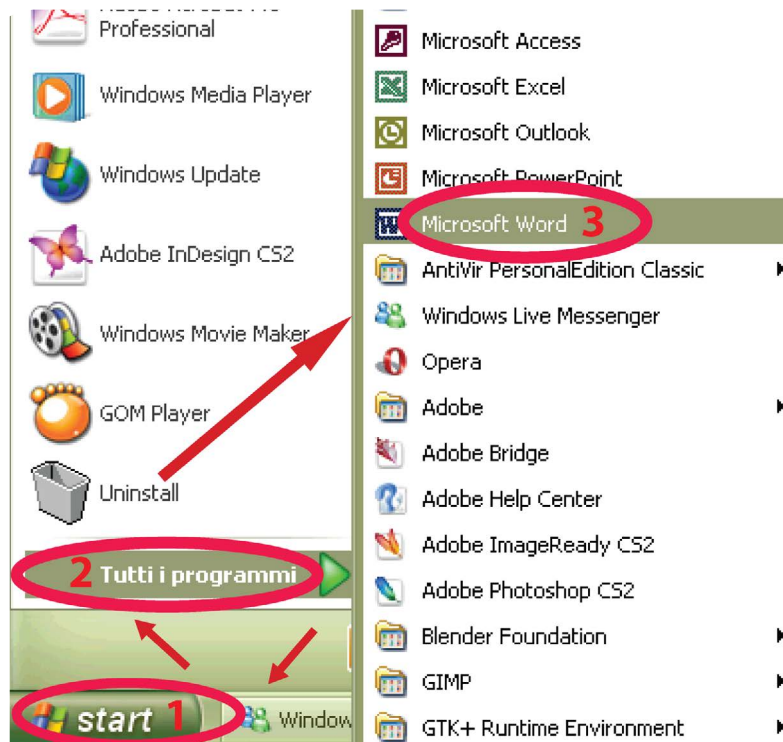 Professional
Windows Media Player
Windows Update
Adobe InDesign CS2
Windows Movie Maker
GOM Player
Uninstall
2 Tutti i programmi
start 1
Window
Microsoft Access
Microsoft Excel
Microsoft Outlook
Microsoft PowerPoint
Microsoft Word 3
AntiVir PersonalEdition Classic
Windows Live Messenger
Opera
Adobe
Adobe Bridge
Adobe Help Center
Adobe ImageReady CS2
Adobe Photoshop CS2
Blender Foundation
GIMP
GTK+ Runtime Environment